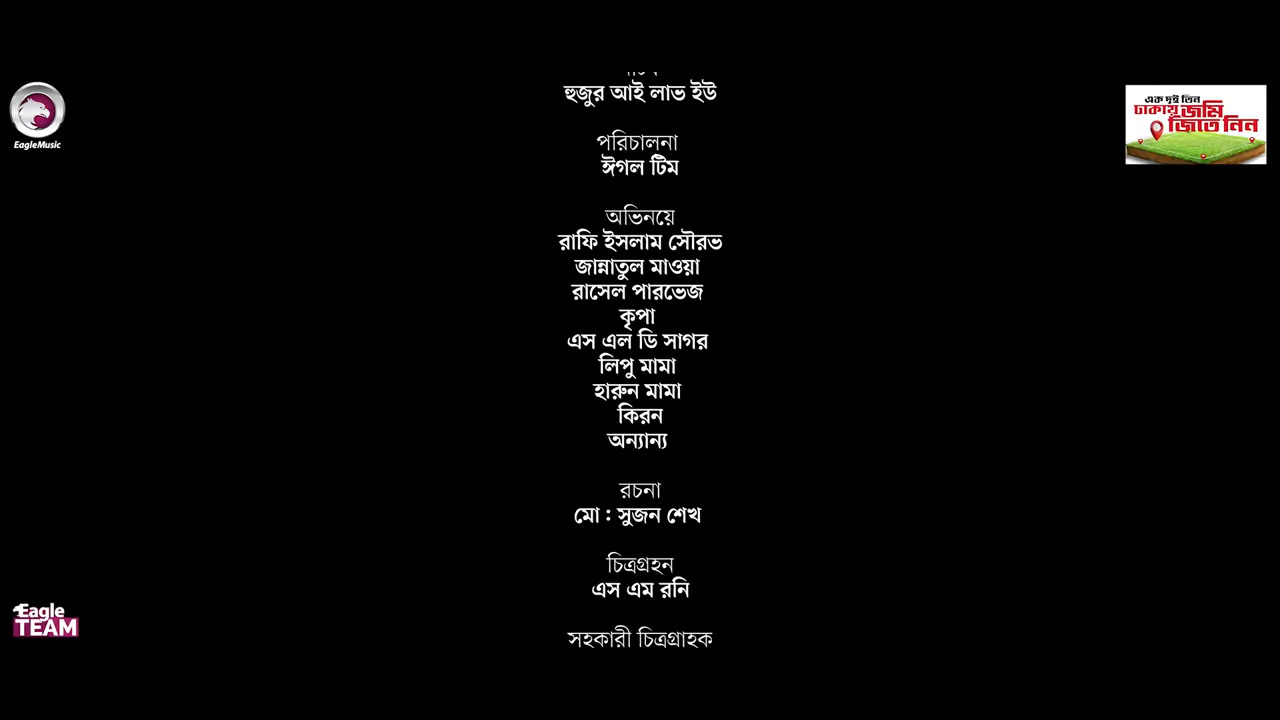 হুজুর আই লাভ ইউ
পরিচালনা
ঈগল টিম
অভিনয়ে
রাফি ইসলাম সৌরভ
জান্নাতুল মাওয়া
রাসেল পারভেজ
কৃপা
এস এল ডি সাগর
লিপু মামা
হারুন মামা
কিরন
অন্যান্য
রচনা
মো : সুজন শেখ
চিত্রগ্রহন
এস এম রনি
সহকারী চিত্রগ্রাহক
EagleMusic
এক দুই তিন
ঢাকায় জমি
জিতে নিন
Eagle
TEAM